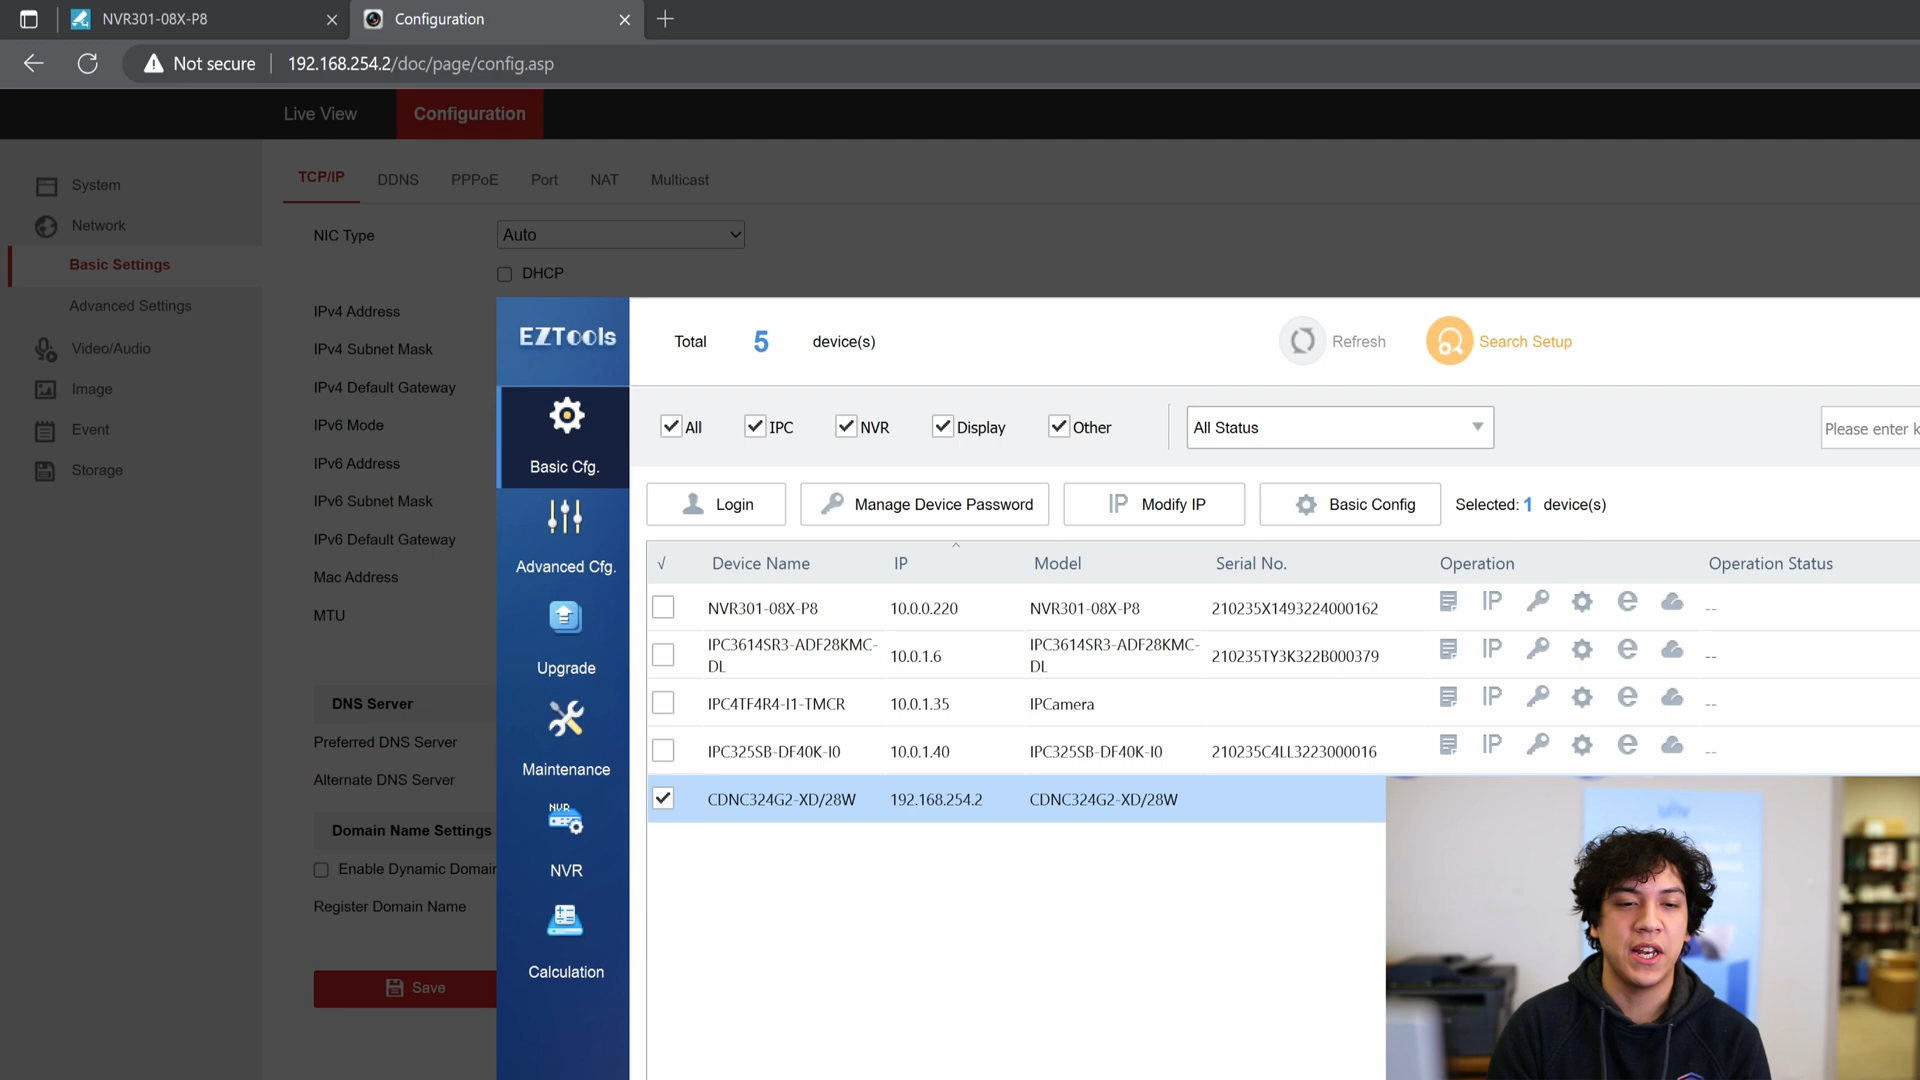 NVR301-08X-P8
Configuration
Not secure 192.168.254.2/doc/page/config.asp
Live View Configuration
System
Network
Basic Settings
Advanced Settings
Video/Audio
Image
Event
Storage
TCP/IP DDNS PPPoE Port NAT Multicast
NIC Type Auto
DHCP
IPv4 Address
IPv4 Subnet Mask
IPv4 Default Gateway
IPv6 Mode
IPv6 Address
IPv6 Subnet Mask
IPv6 Default Gateway
Mac Address
MTU
DNS Server
Preferred DNS Server
Alternate DNS Server
Domain Name Settings
Enable Dynamic Domain
Register Domain Name
Save
EZTools
Basic Cfg.
Advanced Cfg.
Upgrade
Maintenance
NVR
NVR
Calculation
Total 5 device(s) Refresh Search Setup
All IPC NVR Display Other All Status Please enter k
Login Manage Device Password IP Modify IP Basic Config Selected: 1 device(s)
√ Device Name IP Model Serial No. Operation Operation Status
NVR301-08X-P8 10.0.0.220 NVR301-08X-P8 210235X1493224000162 IP --
IPC3614SR3-ADF28KMC-DL 10.0.1.6 IPC3614SR3-ADF28KMC-DL 210235TY3K322B000379 IP --
IPC4TF4R4-I1-TMCR 10.0.1.35 IPCamera IP --
IPC325SB-DF40K-I0 10.0.1.40 IPC325SB-DF40K-I0 210235C4LL3223000016 IP --
CDNC324G2-XD/28W 192.168.254.2 CDNC324G2-XD/28W